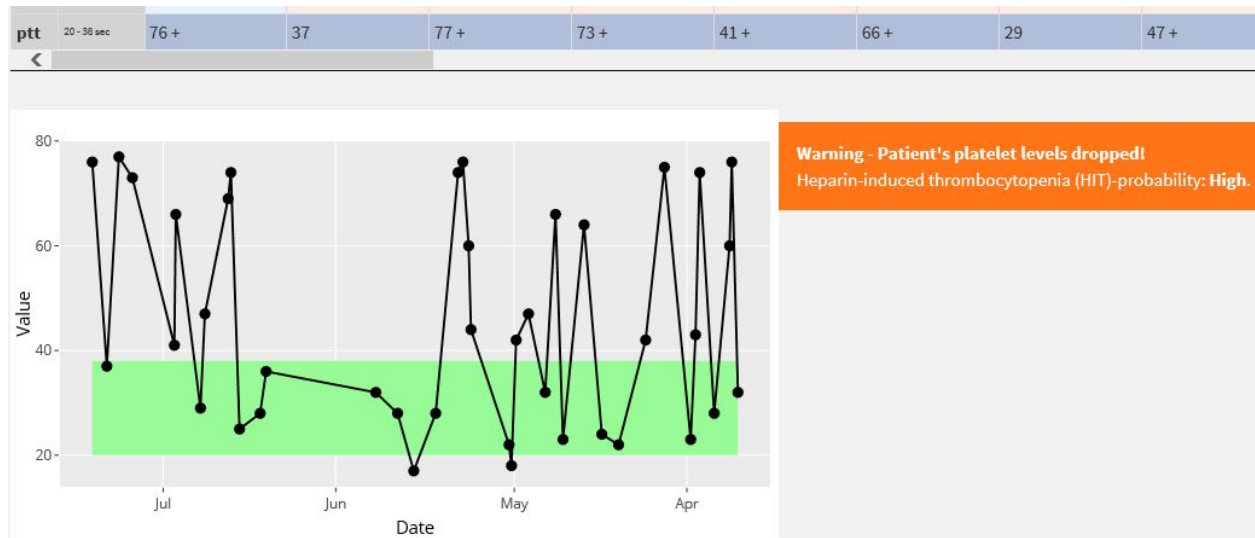 ptt 20 - 38 sec 76 + 37 77 + 73 + 41 + 66 + 29 47 +
Warning - Patient's platelet levels dropped!
Heparin-induced thrombocytopenia (HIT)-probability: High.
80
60
40
20
Value
Jul Jun May Apr
Date